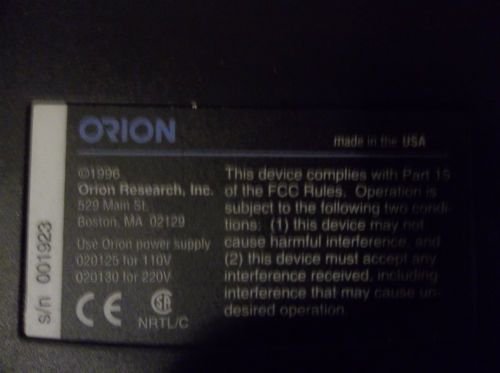 ORION
made in the USA
©1996
Orion Research, Inc.
529 Main St.
Boston, MA 02129
Use Orion power supply
020125 for 110V
020130 for 220V
CE
SA
NRTL/C
This device complies with Part 15
of the FCC Rules. Operation is
subject to the following two condi-
tions: (1) this device may not
cause harmful interference, and
(2) this device must accept any
interference received, including
interference that may cause un-
desired operation.
s/n 001923